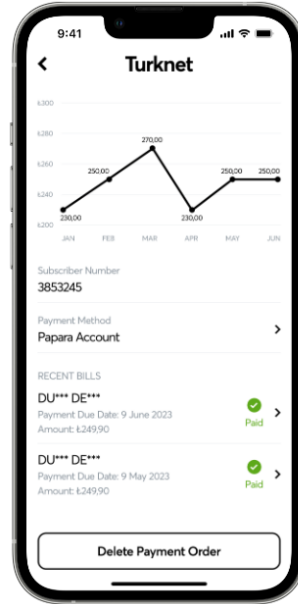 9:41
Turknet
₺300
₺280
270,00
₺260
250,00
250,00
250,00
₺240
230,00
230,00
₺200
JAN FEB MAR APR MAY JUN
Subscriber Number
3853245
Payment Method
Papara Account
RECENT BILLS
DU*** DE***
Payment Due Date: 9 June 2023
Amount: ₺249,90
Paid
DU*** DE***
Payment Due Date: 9 May 2023
Amount: ₺249,90
Paid
Delete Payment Order